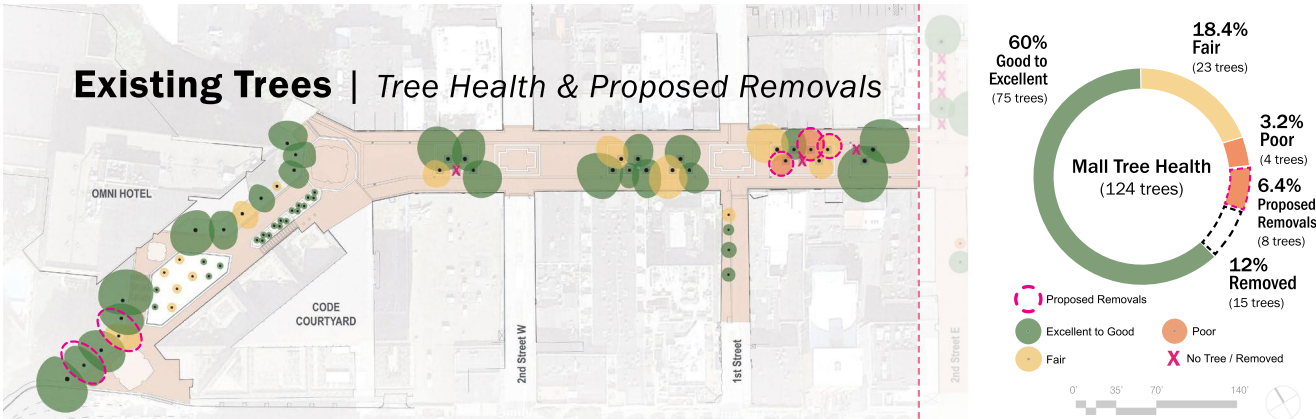 Existing Trees | Tree Health & Proposed Removals
OMNI HOTEL
CODE
COURTYARD
2nd Street W
1st Street
2nd Street E
60%
Good to
Excellent
(75 trees)
18.4%
Fair
(23 trees)
3.2%
Poor
(4 trees)
6.4%
Proposed
Removals
(8 trees)
12%
Removed
(15 trees)
Mall Tree Health
(124 trees)
Proposed Removals
Excellent to Good
Poor
Fair
X No Tree / Removed
0' 35' 70' 140'